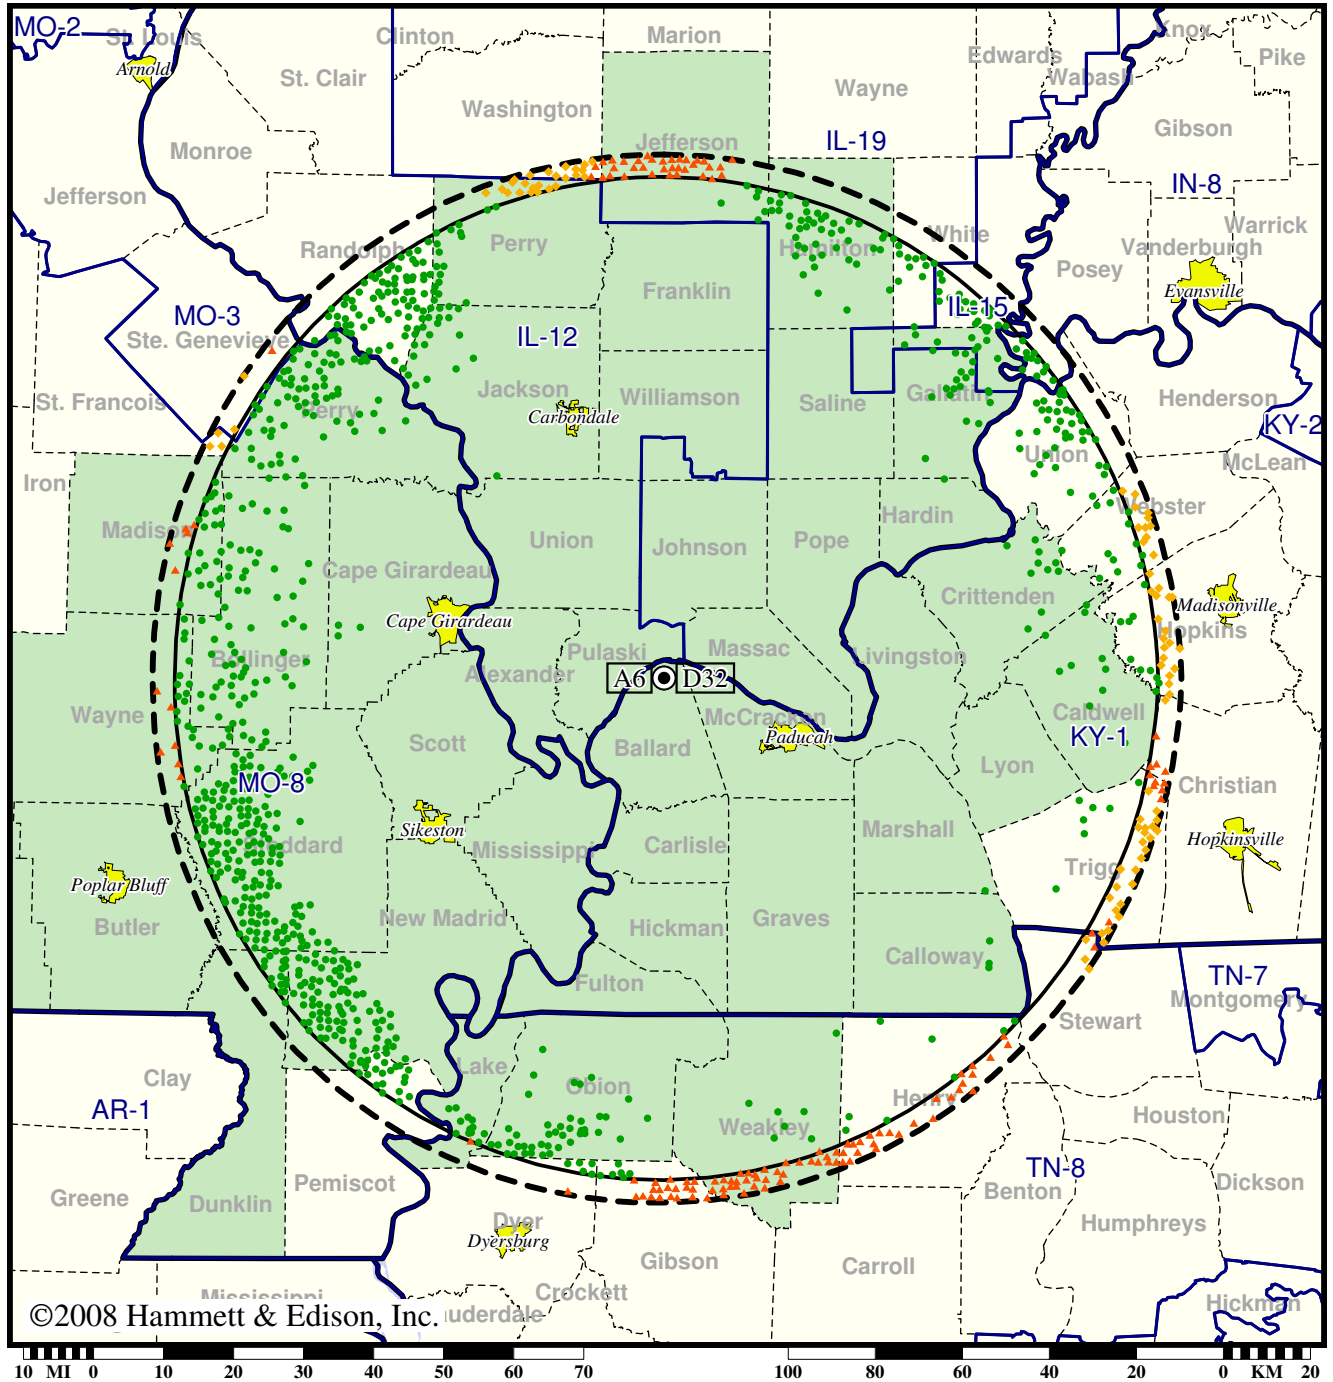 MO-2
St. Louis
Clinton
Marion
Knox
Edwards
Pike
Arnold
St. Clair
Wabash
Wayne
Washington
Gibson
Jefferson
IL-19
Monroe
IN-8
Jefferson
Warrick
White
Vanderburgh
Randolph
Perry
Hamilton
Posey
Franklin
Evansville
IL-15
MO-3
Ste. Genevieve
IL-12
Jackson
Williamson
Saline
Gallatin
Henderson
St. Francois
Perry
Carbondale
KY-2
Union
McLean
Iron
Webster
Hardin
Madison
Union
Johnson
Pope
Cape Girardeau
Crittenden
Madisonville
Cape Girardeau
Hopkins
Bollinger
Pulaski
Massac
Livingston
Alexander
A6
D32
Wayne
McCracken
Caldwell
Paducah
KY-1
Scott
Ballard
Lyon
MO-8
Christian
Sikeston
Marshall
Hopkinsville
Stoddard
Mississippi
Carlisle
Trigg
Poplar Bluff
Butler
New Madrid
Hickman
Graves
Calloway
Fulton
TN-7
Montgomery
Stewart
Clay
Lake
Obion
AR-1
Henry
Houston
Weakley
TN-8
Pemiscot
Dickson
Greene
Dunklin
Benton
Dyer
Humphreys
Dyersburg
Gibson
Carroll
Crockett
Mississippi
Hickman
©2008 Hammett & Edison, Inc.
uderdale
10 MI 0 10 20 30 40 50 60 70 100 80 60 40 20 0 KM 20